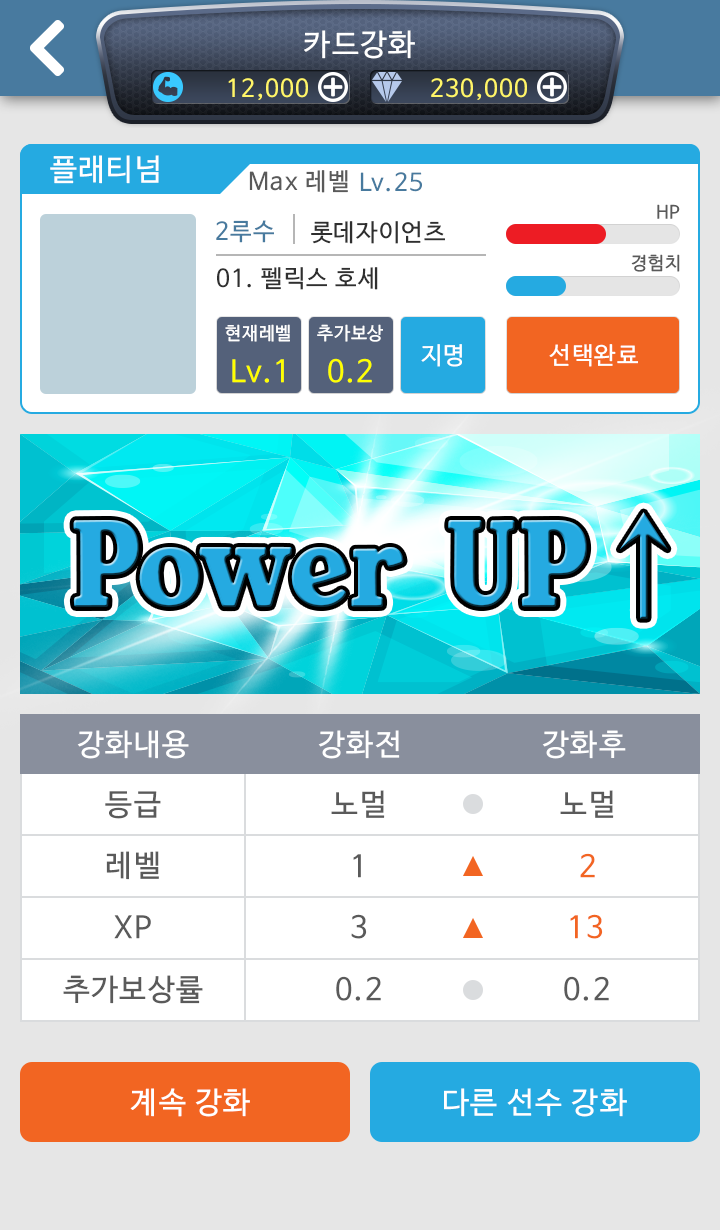 카드강화
12,000 230,000
플래티넘
Max 레벨 Lv.25
2루수 롯데자이언츠
HP
01. 펠릭스 호세
경험치
현재레벨 추가보상
Lv.1 0.2 지명 선택완료
Power UP↑
강화내용 강화전 강화후
등급 노멀 노멀
레벨 1 ▲ 2
XP 3 ▲ 13
추가보상률 0.2 0.2
계속 강화 다른 선수 강화